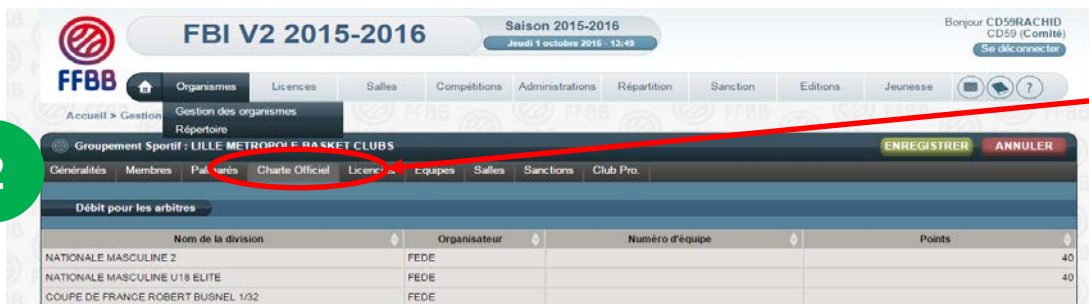 FBI V2 2015-2016
Saison 2015-2016
Jeudi 1 octobre 2015 - 13:49
Bonjour CD59RACHID
CD59 (Comité)
Se déconnecter
FFBB
Organismes Licences Salles Compétitions Administrations Répartition Sanction Editions Jeunesse ?
Accueil > Gestion
Gestion des organismes
Répertoire
Groupement Sportif : LILLE METROPOLE BASKET CLUBS
ENREGISTRER ANNULER
2
Généralités Membres Palmarès Charte Officiel Licenciés Equipes Salles Sanctions Club Pro.
Débit pour les arbitres
Nom de la division Organisateur Numéro d'équipe Points
NATIONALE MASCULINE 2 FEDE 40
NATIONALE MASCULINE U18 ELITE FEDE 40
COUPE DE FRANCE ROBERT BUSNEL 1/32 FEDE